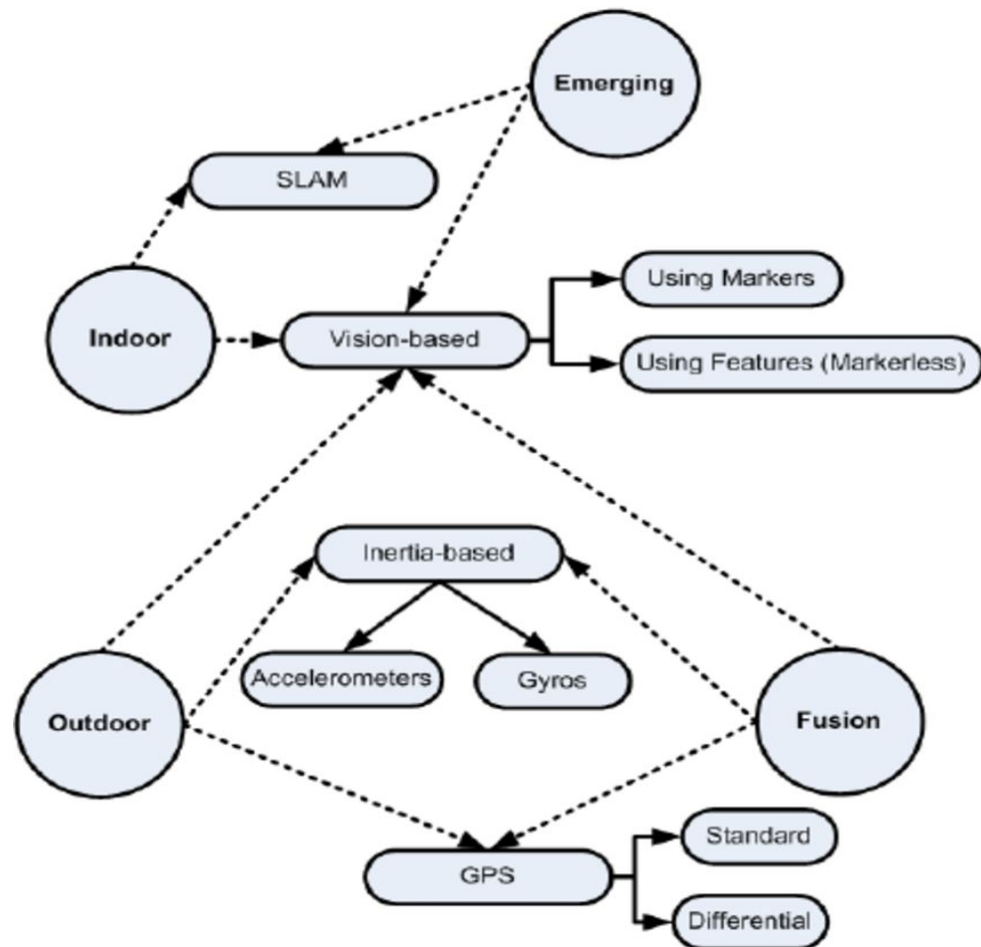 Emerging
SLAM
Indoor
Using Markers
Vision-based
Using Features (Markerless)
Inertia-based
Accelerometers
Gyros
Outdoor
Fusion
Standard
GPS
Differential